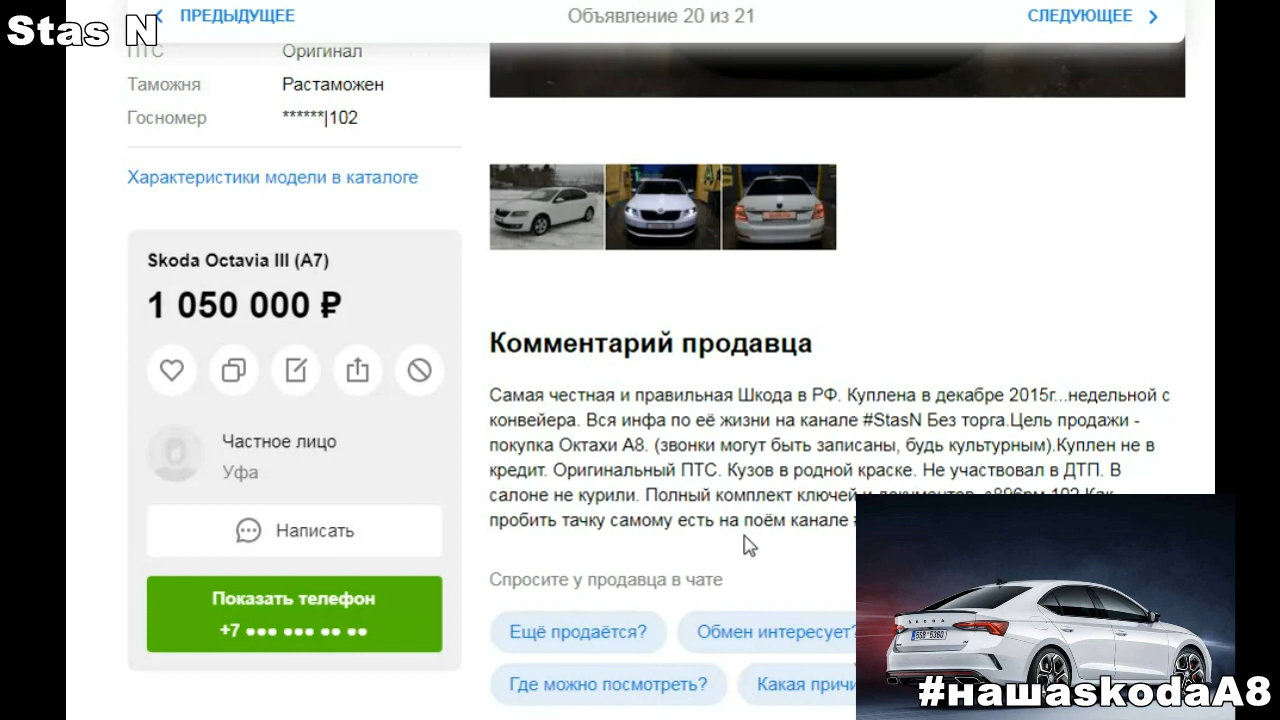 Stas N
ПРЕДЫДУЩЕЕ
Объявление 20 из 21
СЛЕДУЮЩЕЕ
ПТС Оригинал
Таможня Растаможен
Госномер ******|102
Характеристики модели в каталоге
Skoda Octavia III (A7)
1 050 000 ₽
Частное лицо
Уфа
Написать
Показать телефон
+7 ●●● ●●● ●● ●●
Комментарий продавца
Самая честная и правильная Шкода в РФ. Куплена в декабре 2015г...недельной с
конвейера. Вся инфа по её жизни на канале #StasN Без торга.Цель продажи -
покупка Октахи А8. (звонки могут быть записаны, будь культурным).Куплен не в
кредит. Оригинальный ПТС. Кузов в родной краске. Не участвовал в ДТП. В
салоне не курили. Полный комплект ключей и документов.
пробить тачку самому есть на поём канале
Спросите у продавца в чате
Ещё продаётся?
Обмен интересует?
Где можно посмотреть?
Какая
SKODA
#нашаskodaA8